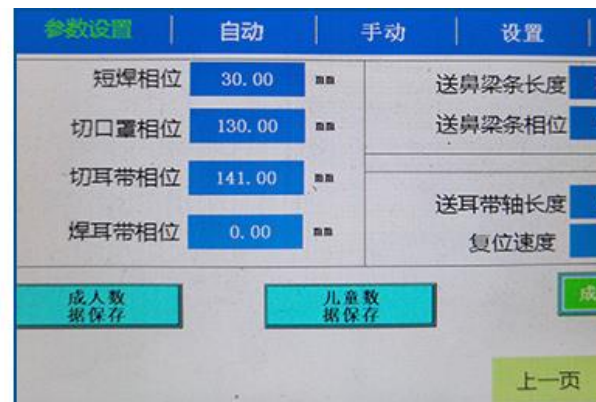 参数设置 自动 手动 设置
短焊相位 30.00 mm 送鼻梁条长度
切口罩相位 130.00 mm 送鼻梁条相位
切耳带相位 141.00 mm
送耳带轴长度
焊耳带相位 0.00 mm
复位速度
成人数
据保存
儿童数
据保存
成
上一页